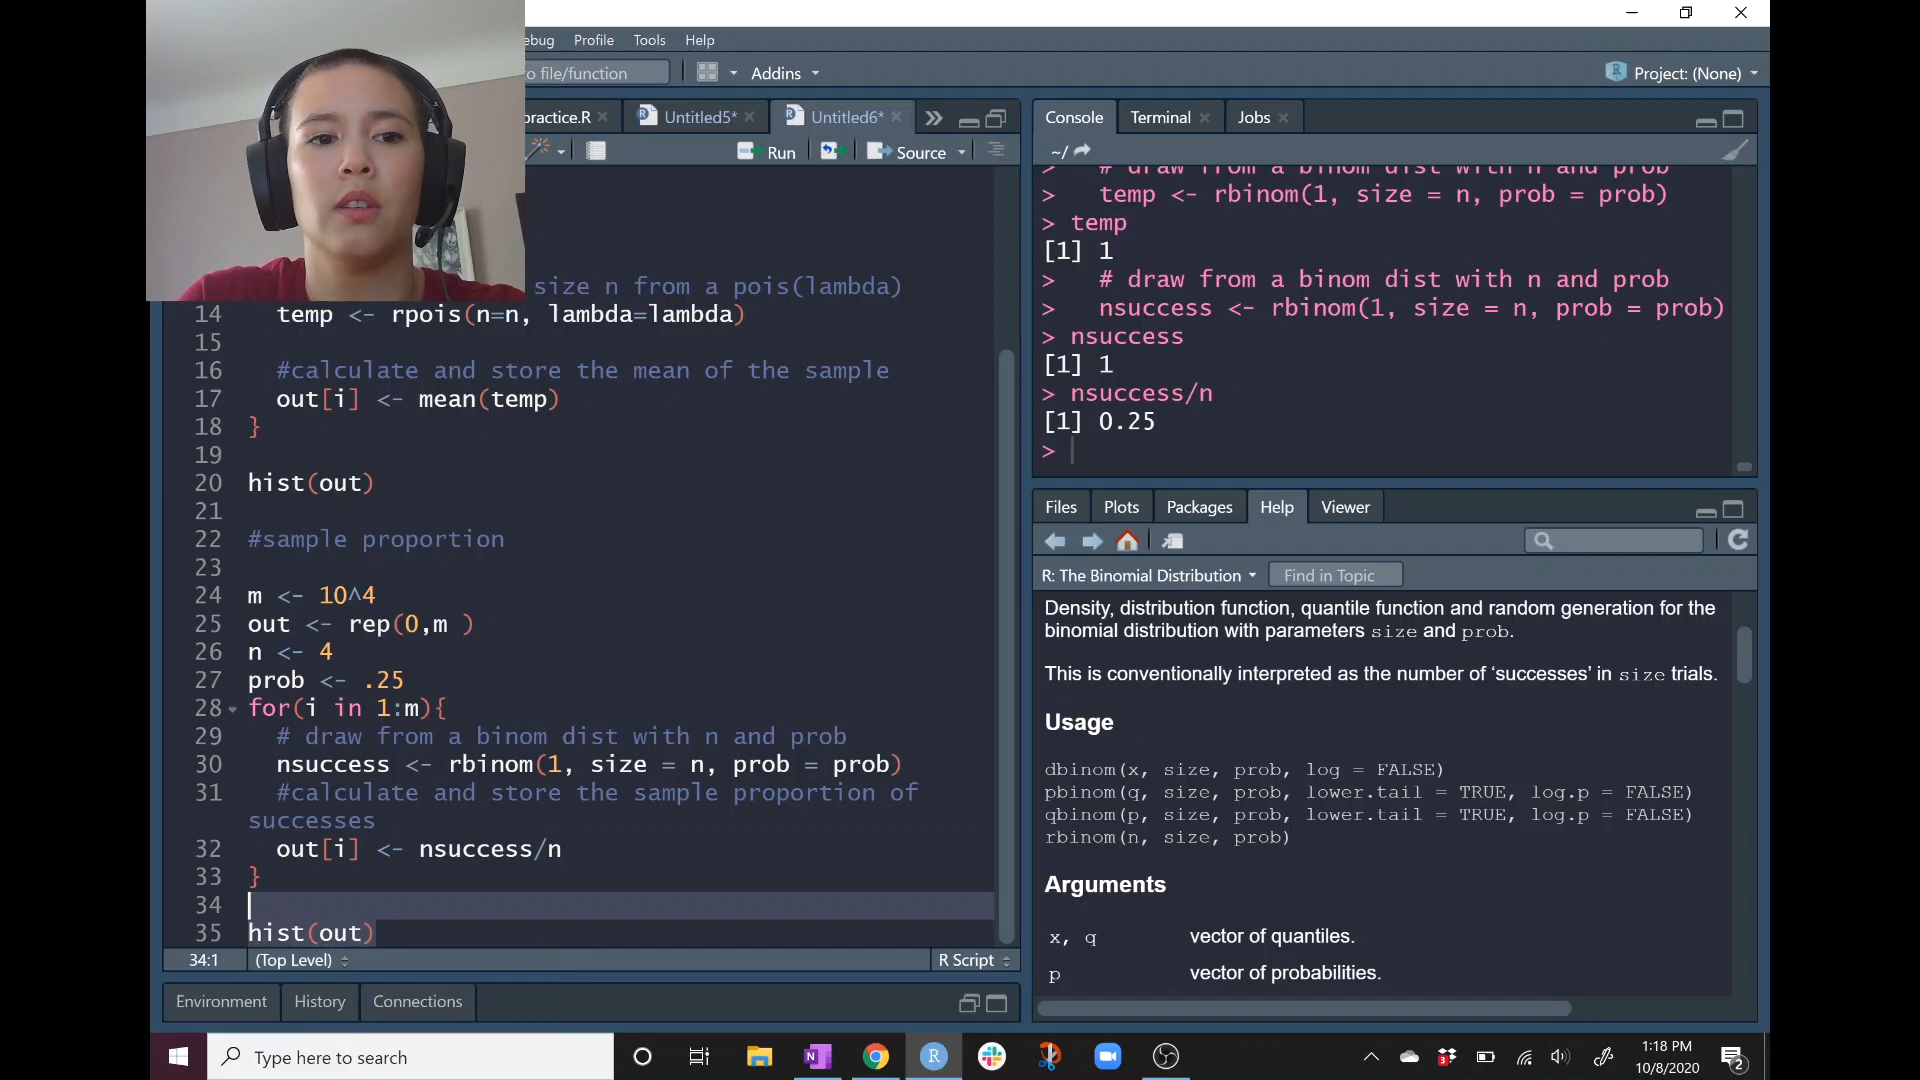 ebug Profile Tools Help
o file/function Addins Project: (None)
practice.R Untitled5* Untitled6*
Run Source
size n from a pois(lambda)
14 temp <- rpois(n=n, lambda=lambda)
15
16 #calculate and store the mean of the sample
17 out[i] <- mean(temp)
18 }
19
20 hist(out)
21
22 #sample proportion
23
24 m <- 10^4
25 out <- rep(0,m )
26 n <- 4
27 prob <- .25
28 for(i in 1:m){
29 # draw from a binom dist with n and prob
30 nsuccess <- rbinom(1, size = n, prob = prob)
31 #calculate and store the sample proportion of
successes
32 out[i] <- nsuccess/n
33 }
34
35 hist(out)
34:1 (Top Level) R Script
Environment History Connections
Console Terminal Jobs
~/
> # draw from a binom dist with n and prob
> temp <- rbinom(1, size = n, prob = prob)
> temp
[1] 1
> # draw from a binom dist with n and prob
> nsuccess <- rbinom(1, size = n, prob = prob)
> nsuccess
[1] 1
> nsuccess/n
[1] 0.25
>
Files Plots Packages Help Viewer
R: The Binomial Distribution Find in Topic
Density, distribution function, quantile function and random generation for the
binomial distribution with parameters size and prob.
This is conventionally interpreted as the number of ‘successes’ in size trials.
Usage
dbinom(x, size, prob, log = FALSE)
pbinom(q, size, prob, lower.tail = TRUE, log.p = FALSE)
qbinom(p, size, prob, lower.tail = TRUE, log.p = FALSE)
rbinom(n, size, prob)
Arguments
x, q vector of quantiles.
p vector of probabilities.
Type here to search
1:18 PM
10/8/2020
2